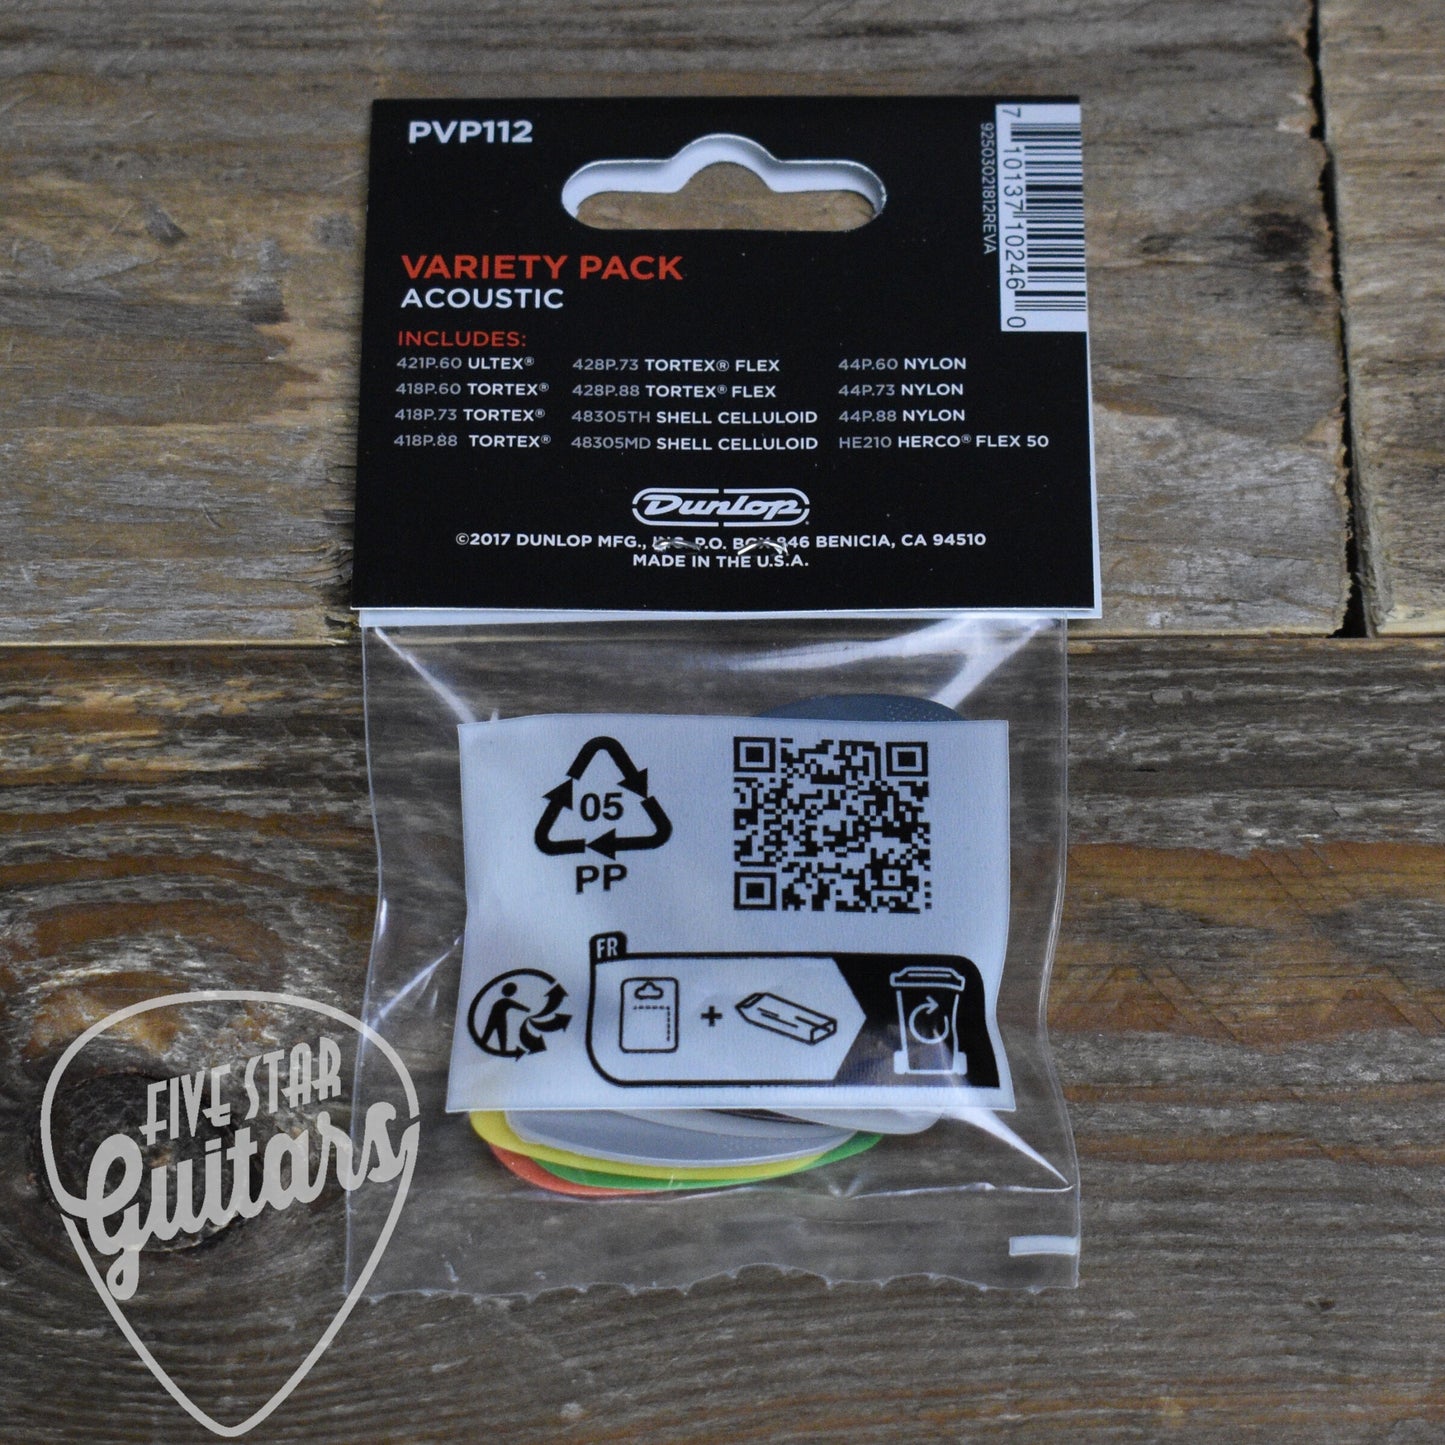 PVP112
7 10137 10246 0
92503021812REVA
VARIETY PACK
ACOUSTIC
INCLUDES:
421P.60 ULTEX®
418P.60 TORTEX®
418P.73 TORTEX®
418P.88 TORTEX®
428P.73 TORTEX® FLEX
428P.88 TORTEX® FLEX
48305TH SHELL CELLULOID
48305MD SHELL CELLULOID
44P.60 NYLON
44P.73 NYLON
44P.88 NYLON
HE210 HERCO® FLEX 50
Dunlop®
©2017 DUNLOP MFG., INC. P.O. BOX 846 BENICIA, CA 94510
MADE IN THE U.S.A.
05
PP
FR
+
FIVE STAR
Guitars